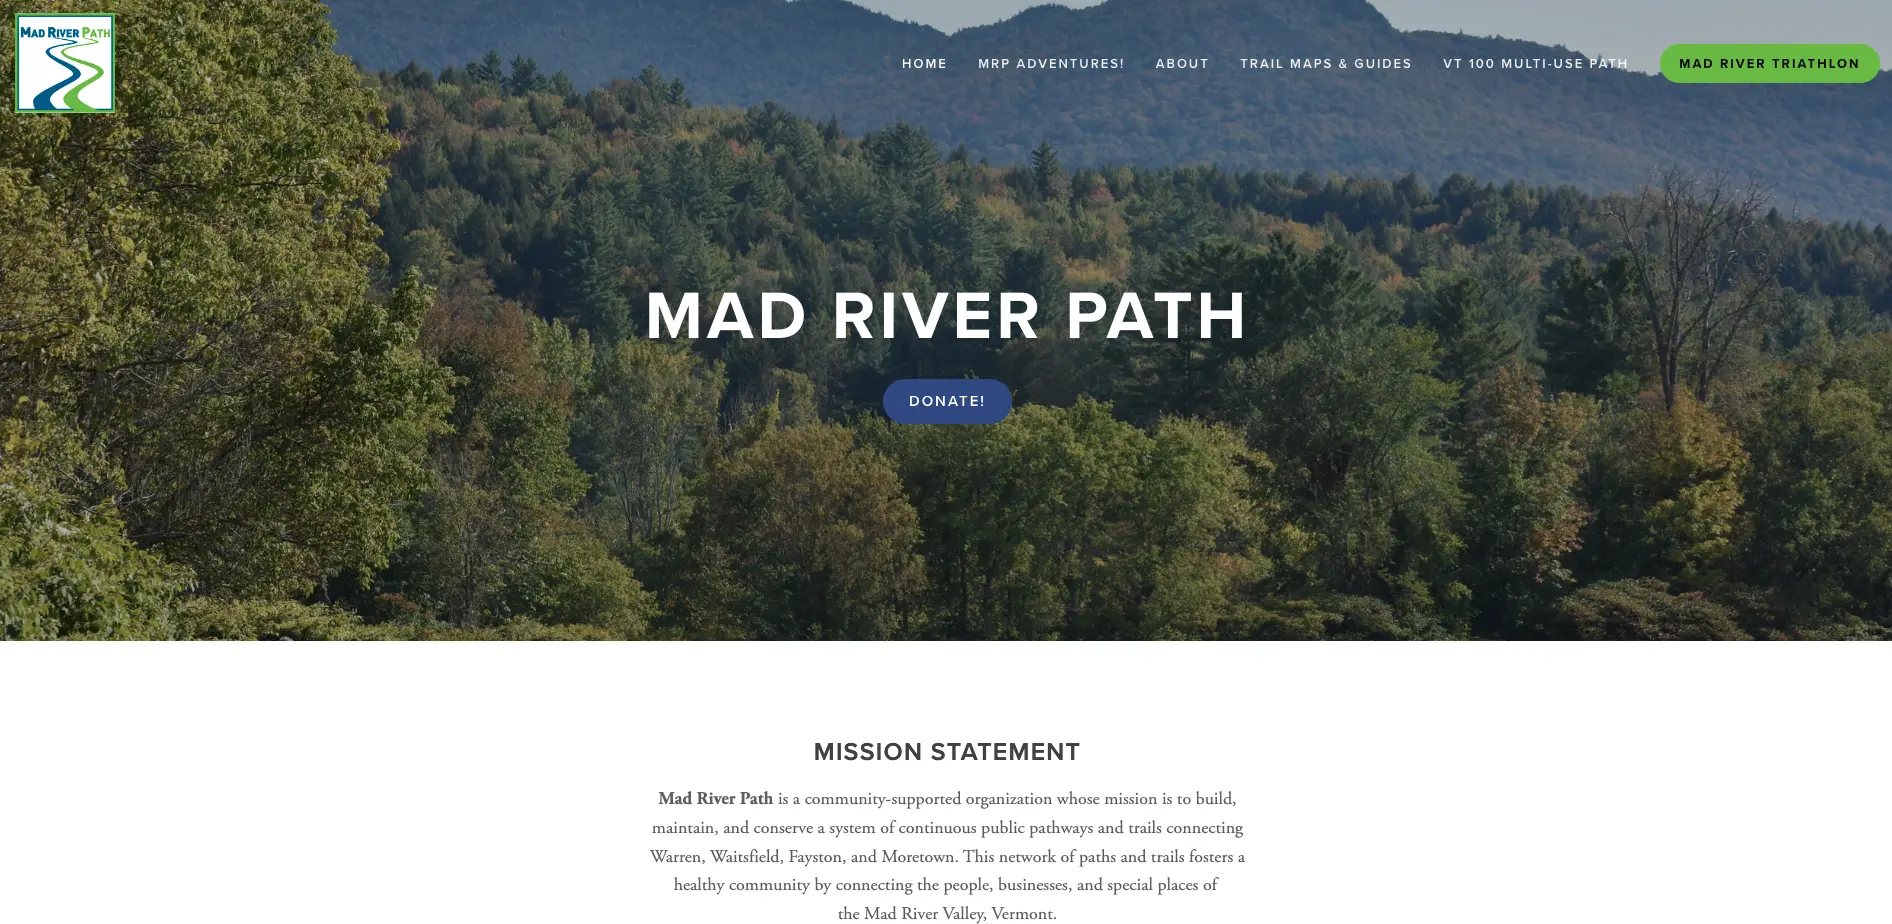 MAD RIVER PATH
HOME MRP ADVENTURES! ABOUT TRAIL MAPS & GUIDES VT 100 MULTI-USE PATH MAD RIVER TRIATHLON
MAD RIVER PATH
DONATE!
MISSION STATEMENT
Mad River Path is a community-supported organization whose mission is to build,
maintain, and conserve a system of continuous public pathways and trails connecting
Warren, Waitsfield, Fayston, and Moretown. This network of paths and trails fosters a
healthy community by connecting the people, businesses, and special places of
the Mad River Valley, Vermont.